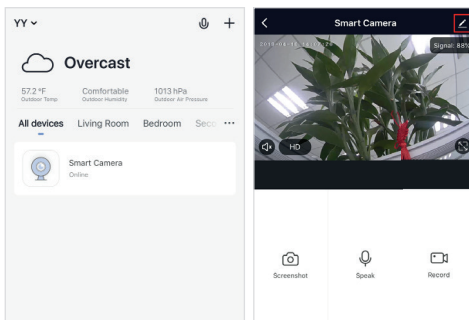 YY
Overcast
57.2 °F
Outdoor Temp
Comfortable
Outdoor Humidity
1013 hPa
Outdoor Air Pressure
All devices
Living Room
Bedroom
Smart Camera
Online
Smart Camera
Signal: 88%
HD
Screenshot
Speak
Record